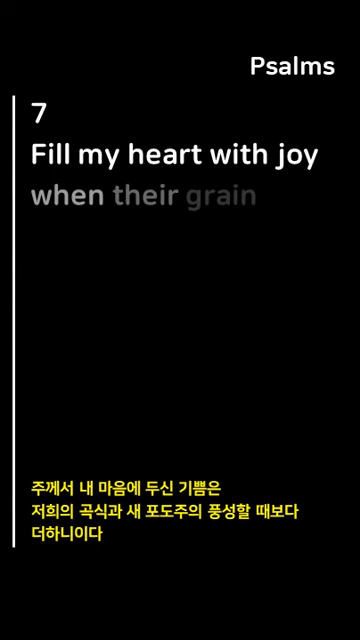 Psalms
7
Fill my heart with joy
when their grain
주께서 내 마음에 두신 기쁨은
저희의 곡식과 새 포도주의 풍성할 때보다
더하니이다